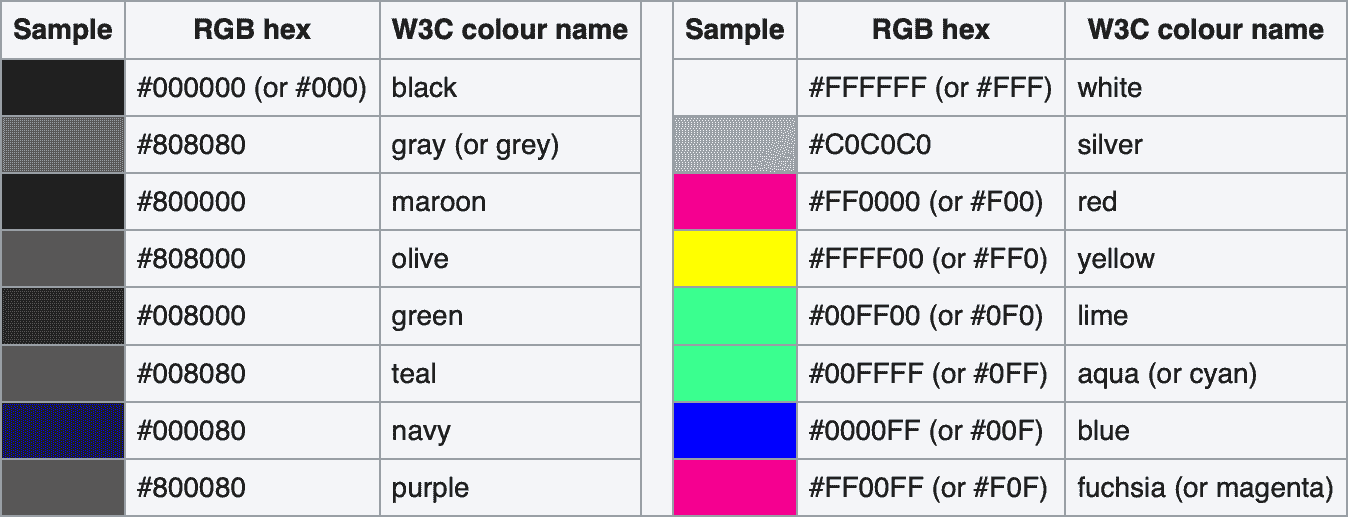 Sample RGB hex W3C colour name Sample RGB hex W3C colour name
#000000 (or #000) black #FFFFFF (or #FFF) white
#808080 gray (or grey) #C0C0C0 silver
#800000 maroon #FF0000 (or #F00) red
#808000 olive #FFFF00 (or #FF0) yellow
#008000 green #00FF00 (or #0F0) lime
#008080 teal #00FFFF (or #0FF) aqua (or cyan)
#000080 navy #0000FF (or #00F) blue
#800080 purple #FF00FF (or #F0F) fuchsia (or magenta)